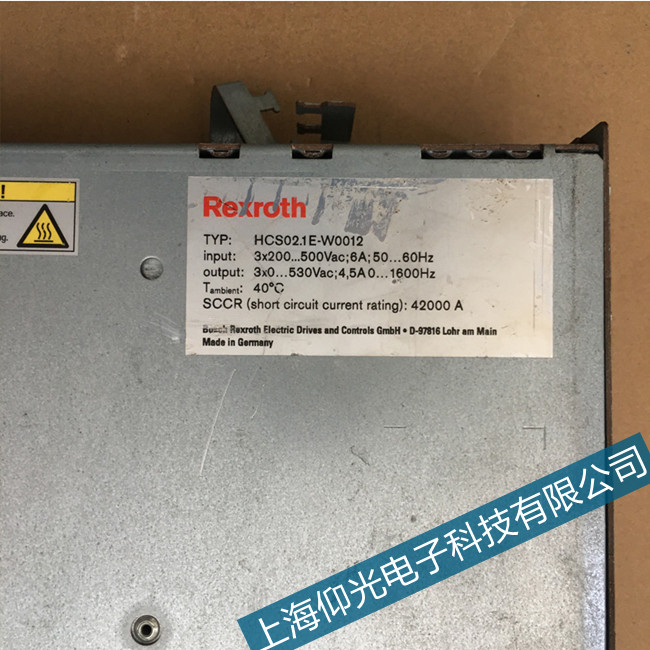 !
ace.
ng.
Rexroth
TYP: HCS02.1E-W0012
input: 3x200...500Vac;6A;50...60Hz
output: 3x0...530Vac;4,5A 0...1600Hz
Tambient: 40°C
SCCR (short circuit current rating): 42000 A
Bosch Rexroth Electric Drives and Controls GmbH • D-97816 Lohr am Main
Made in Germany
上海仰光电子科技有限公司